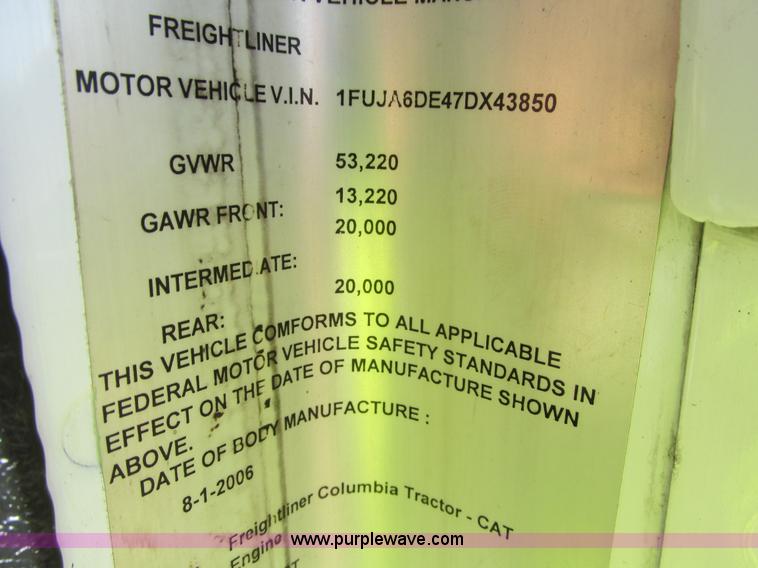 VEHICLE
FREIGHTLINER
MOTOR VEHICLE V.I.N. 1FUJA6DE47DX43850
GVWR 53,220
GAWR FRONT: 13,220
20,000
INTERMEDIATE:
20,000
REAR:
THIS VEHICLE COMFORMS TO ALL APPLICABLE
FEDERAL MOTOR VEHICLE SAFETY STANDARDS IN
EFFECT ON THE DATE OF MANUFACTURE SHOWN
ABOVE.
DATE OF BODY MANUFACTURE :
8-1-2006
Freightliner Columbia Tractor - CAT
Engine
www.purplewave.com